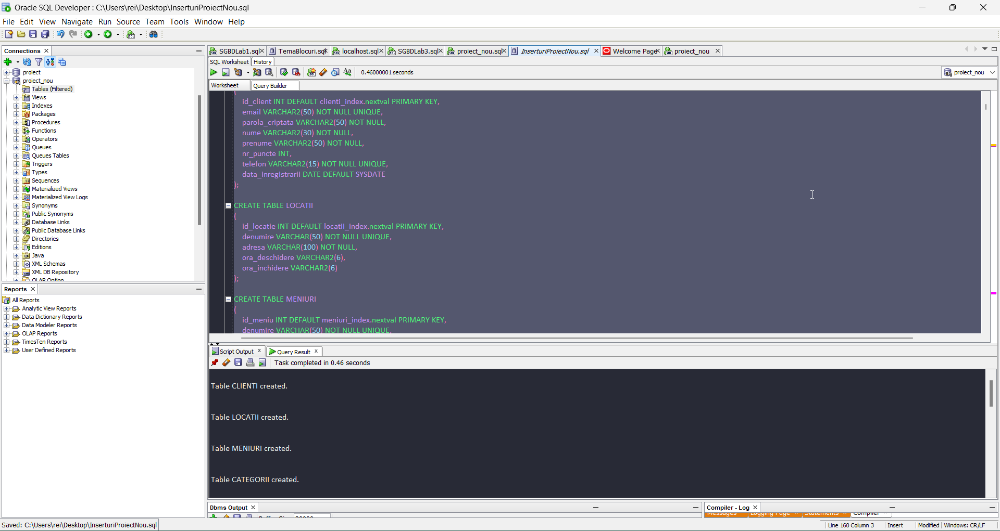 Oracle SQL Developer : C:\Users\rei\Desktop\InserturiProiectNou.sql
File Edit View Navigate Run Source Team Tools Window Help
Connections
proiect
proiect_nou
Tables (Filtered)
Views
Indexes
Packages
Procedures
Functions
Operators
Queues
Queues Tables
Triggers
Types
Sequences
Materialized Views
Materialized View Logs
Synonyms
Public Synonyms
Database Links
Public Database Links
Directories
Editions
Java
XML Schemas
XML DB Repository
OLAP Option
Reports
All Reports
Analytic View Reports
Data Dictionary Reports
Data Modeler Reports
OLAP Reports
TimesTen Reports
User Defined Reports
SGBDLab1.sql TemaBlocuri.sql localhost.sql SGBDLab3.sql proiect_nou.sql InserturiProiectNou.sql Welcome Page proiect_nou
SQL Worksheet History
0.46000001 seconds
proiect_nou
Worksheet Query Builder
(
id_client INT DEFAULT clienti_index.nextval PRIMARY KEY,
email VARCHAR2(50) NOT NULL UNIQUE,
parola_criptata VARCHAR2(50) NOT NULL,
nume VARCHAR2(30) NOT NULL,
prenume VARCHAR2(50) NOT NULL,
nr_puncte INT,
telefon VARCHAR2(15) NOT NULL UNIQUE,
data_inregistrarii DATE DEFAULT SYSDATE
);
CREATE TABLE LOCATII
(
id_locatie INT DEFAULT locatii_index.nextval PRIMARY KEY,
denumire VARCHAR(50) NOT NULL UNIQUE,
adresa VARCHAR(100) NOT NULL,
ora_deschidere VARCHAR2(6),
ora_inchidere VARCHAR2(6)
);
CREATE TABLE MENIURI
(
id_meniu INT DEFAULT meniuri_index.nextval PRIMARY KEY,
denumire VARCHAR(50) NOT NULL UNIQUE,
Script Output Query Result
Task completed in 0.46 seconds
Table CLIENTI created.
Table LOCATII created.
Table MENIURI created.
Table CATEGORII created.
Dbms Output
Compiler - Log
Messages Logging Page Statements Compiler
Saved: C:\Users\rei\Desktop\InserturiProiectNou.sql
Line 160 Column 3 Insert Modified Windows: CR/LF